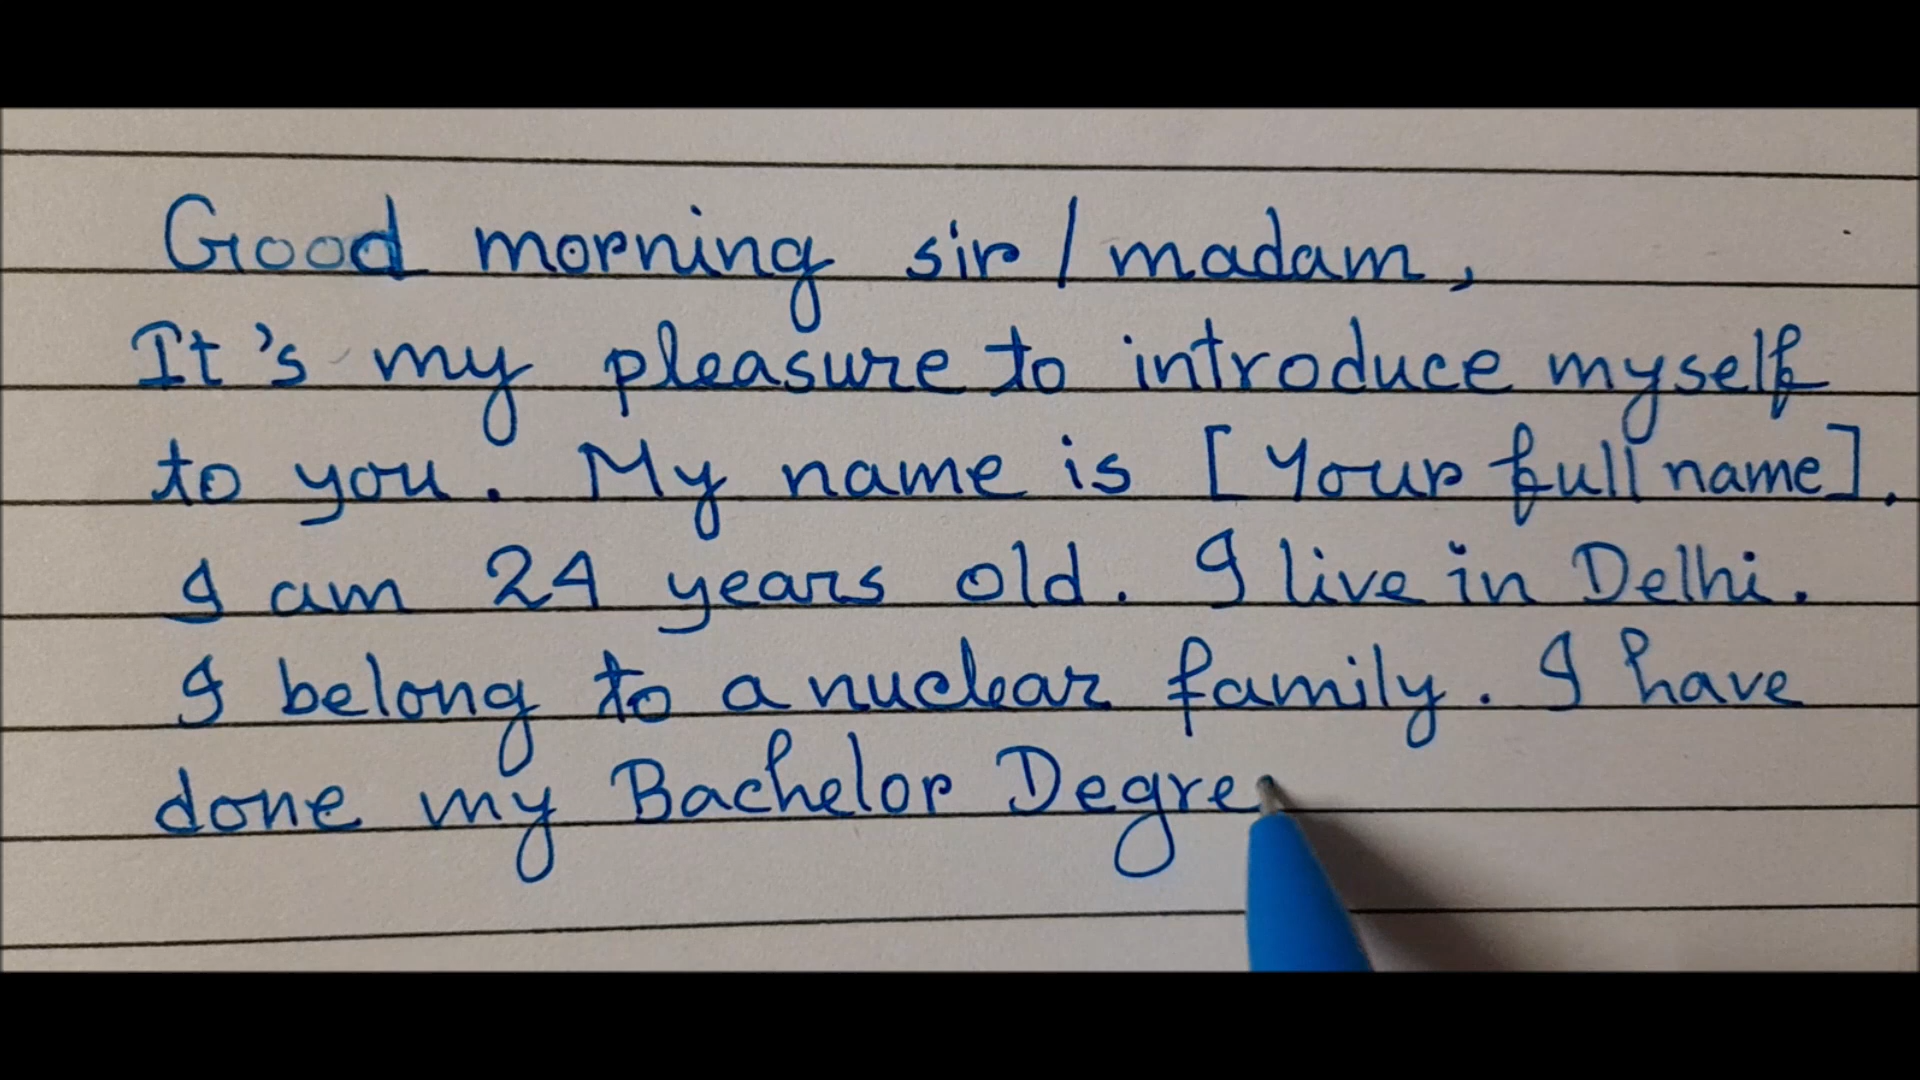 Good morning sir / madam,
It's my pleasure to introduce myself
to you. My name is [Your full name].
I am 24 years old. I live in Delhi.
I belong to a nuclear family. I have
done my Bachelor Degre